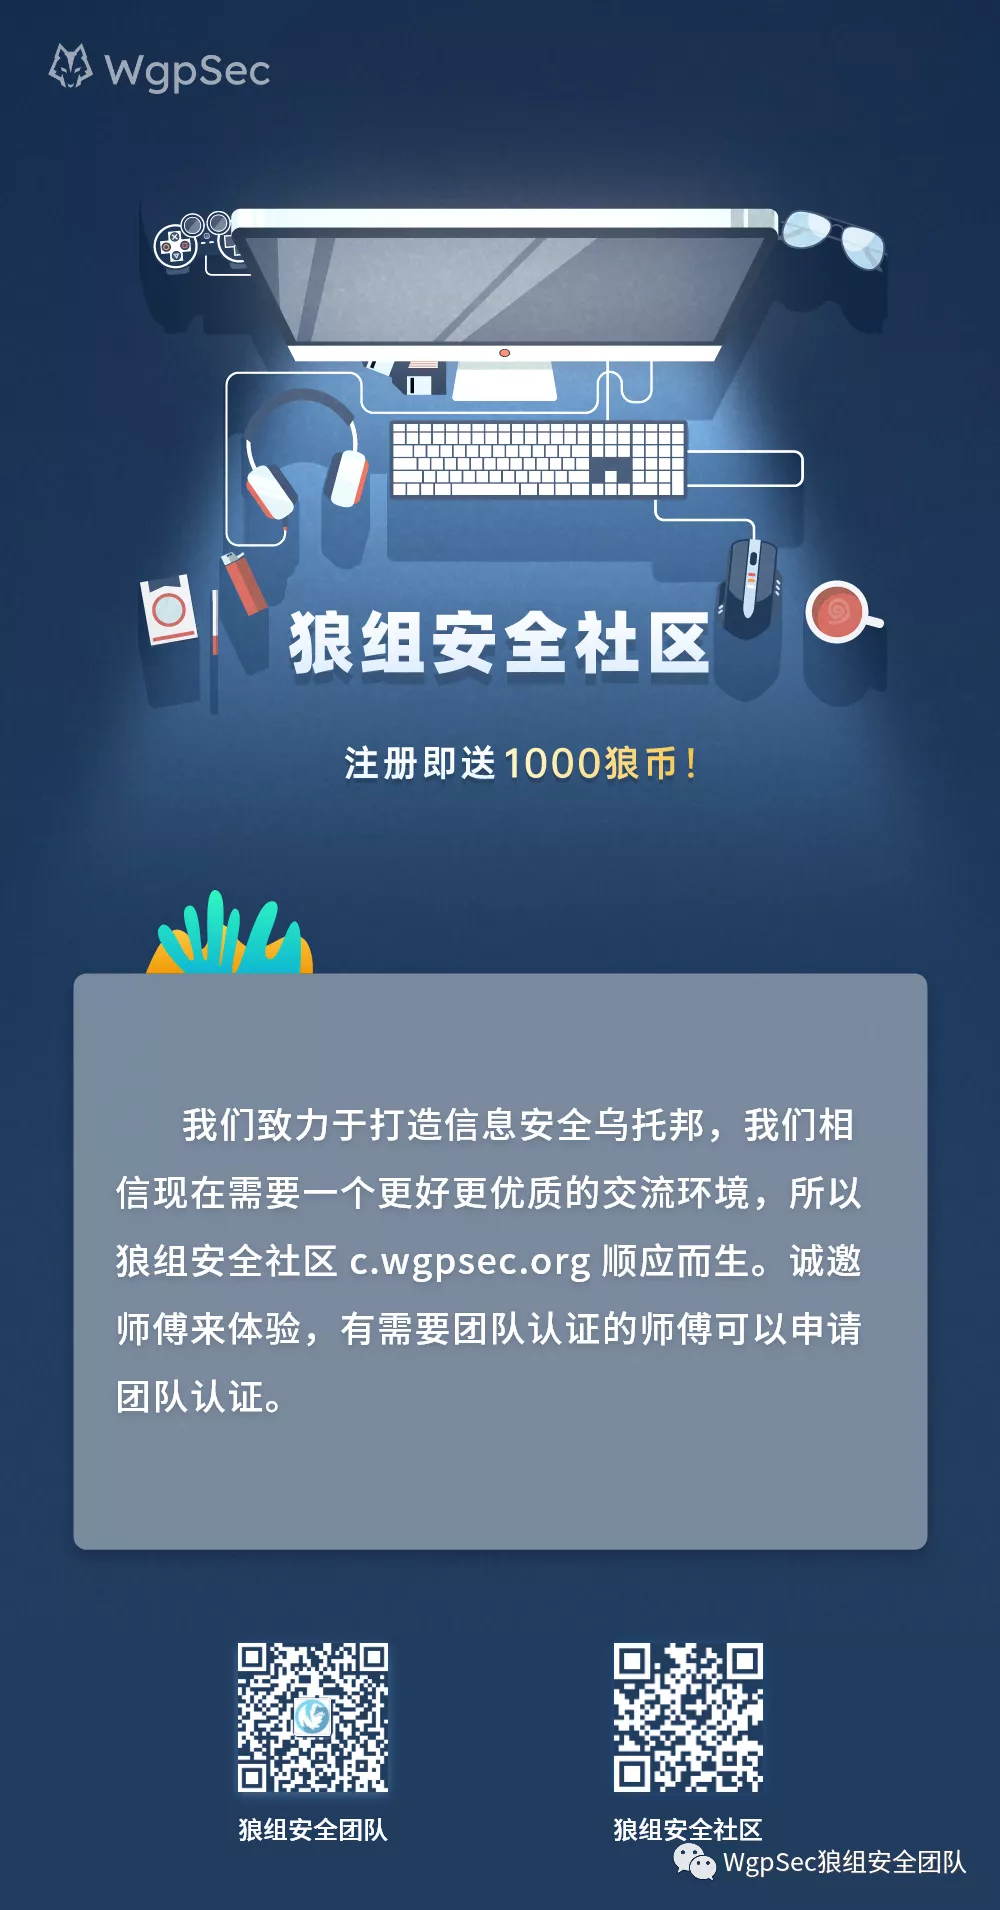 WgpSec
狼组安全社区
注册即送1000狼币!
我们致力于打造信息安全乌托邦，我们相
信现在需要一个更好更优质的交流环境，所以
狼组安全社区 c.wgpsec.org 顺应而生。诚邀
师傅来体验，有需要团队认证的师傅可以申请
团队认证。
狼组安全团队
狼组安全社区
WgpSec狼组安全团队